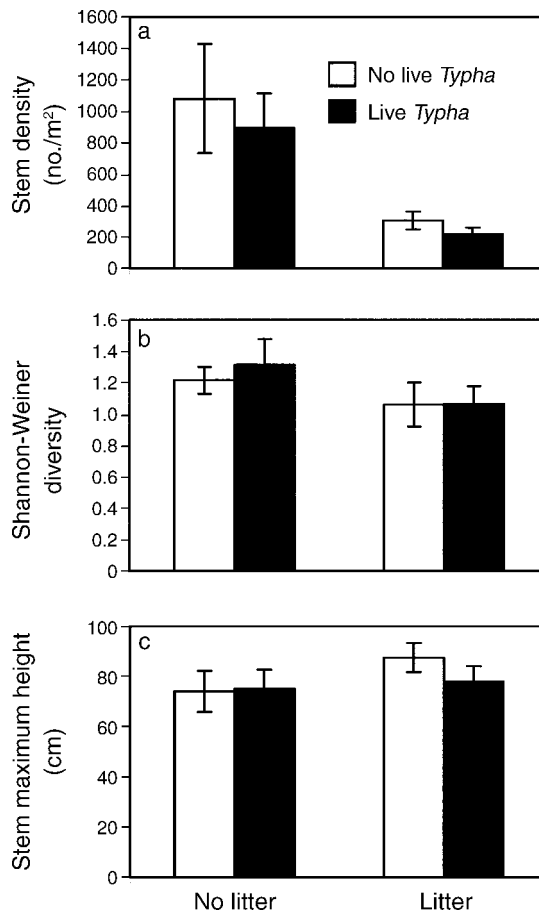 a
Stem density
(no./m²)
1600
1400
1200
1000
800
600
400
200
0
No live Typha
Live Typha
b
Shannon-Weiner
diversity
1.6
1.4
1.2
1.0
0.8
0.6
0.4
0.2
0
c
Stem maximum height
(cm)
100
80
60
40
20
0
No litter
Litter